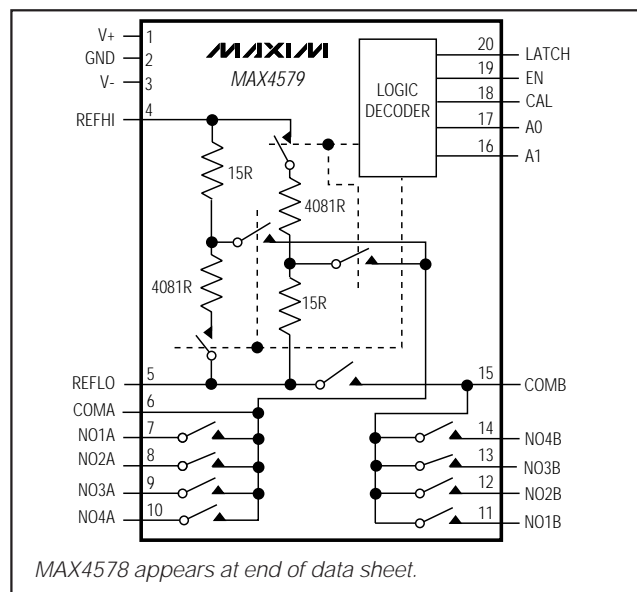 V+ 1
GND 2
V- 3
REFHI 4
MAXIM
MAX4579
LOGIC
DECODER
20 LATCH
19 EN
18 CAL
17 A0
16 A1
15R
4081R
4081R
15R
REFLO 5
COMA 6
NO1A 7
NO2A 8
NO3A 9
NO4A 10
15 COMB
14 NO4B
13 NO3B
12 NO2B
11 NO1B
MAX4578 appears at end of data sheet.